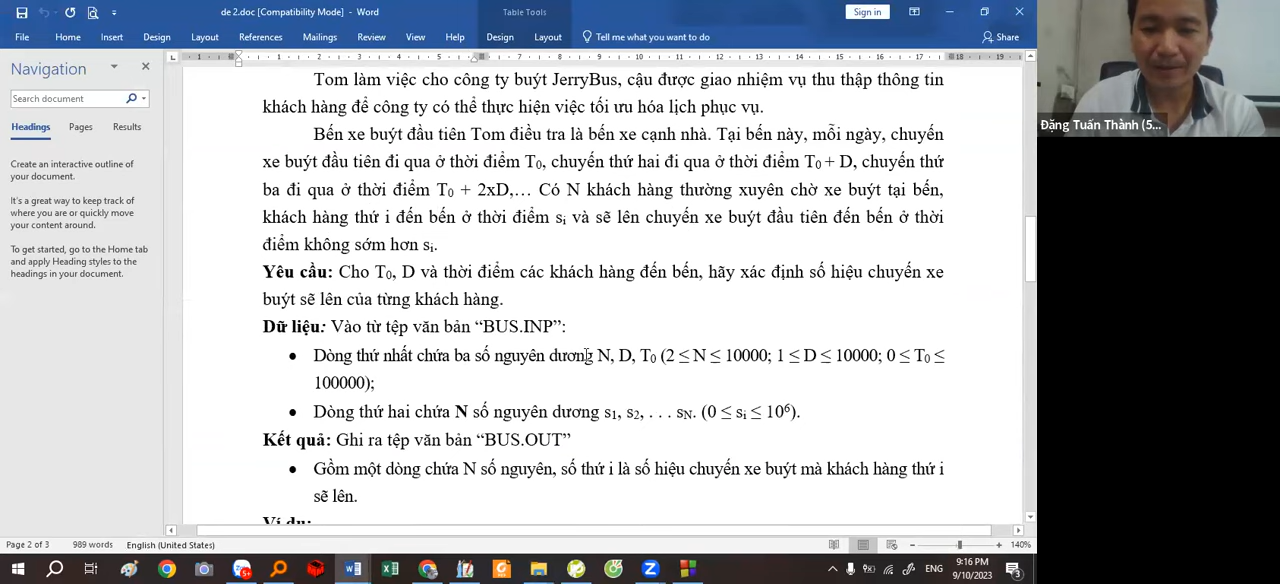 de 2.doc [Compatibility Mode] - Word
Table Tools
Sign in
File Home Insert Design Layout References Mailings Review View Help Design Layout Tell me what you want to do Share
Navigation
Search document
Headings Pages Results
Create an interactive outline of
your document.
It's a great way to keep track of
where you are or quickly move
your content around.
To get started, go to the Home tab
and apply Heading styles to the
headings in your document.
Tom làm việc cho công ty buýt JerryBus, cậu được giao nhiệm vụ thu thập thông tin
khách hàng để công ty có thể thực hiện việc tối ưu hóa lịch phục vụ.
Bến xe buýt đầu tiên Tom điều tra là bến xe cạnh nhà. Tại bến này, mỗi ngày, chuyến
xe buýt đầu tiên đi qua ở thời điểm T₀, chuyến thứ hai đi qua ở thời điểm T₀ + D, chuyến thứ
ba đi qua ở thời điểm T₀ + 2xD,… Có N khách hàng thường xuyên chờ xe buýt tại bến,
khách hàng thứ i đến bến ở thời điểm sᵢ và sẽ lên chuyến xe buýt đầu tiên đến bến ở thời
điểm không sớm hơn sᵢ.
Yêu cầu: Cho T₀, D và thời điểm các khách hàng đến bến, hãy xác định số hiệu chuyến xe
buýt sẽ lên của từng khách hàng.
Dữ liệu: Vào từ tệp văn bản “BUS.INP”:
• Dòng thứ nhất chứa ba số nguyên dương N, D, T₀ (2 ≤ N ≤ 10000; 1 ≤ D ≤ 10000; 0 ≤ T₀ ≤
100000);
• Dòng thứ hai chứa N số nguyên dương s₁, s₂, . . . sN. (0 ≤ sᵢ ≤ 10⁶).
Kết quả: Ghi ra tệp văn bản “BUS.OUT”
• Gồm một dòng chứa N số nguyên, số thứ i là số hiệu chuyến xe buýt mà khách hàng thứ i
sẽ lên.
Ví dụ:
Đặng Tuấn Thành (5...
Page 2 of 3 989 words English (United States) 140%
ENG
9:16 PM
9/10/2023